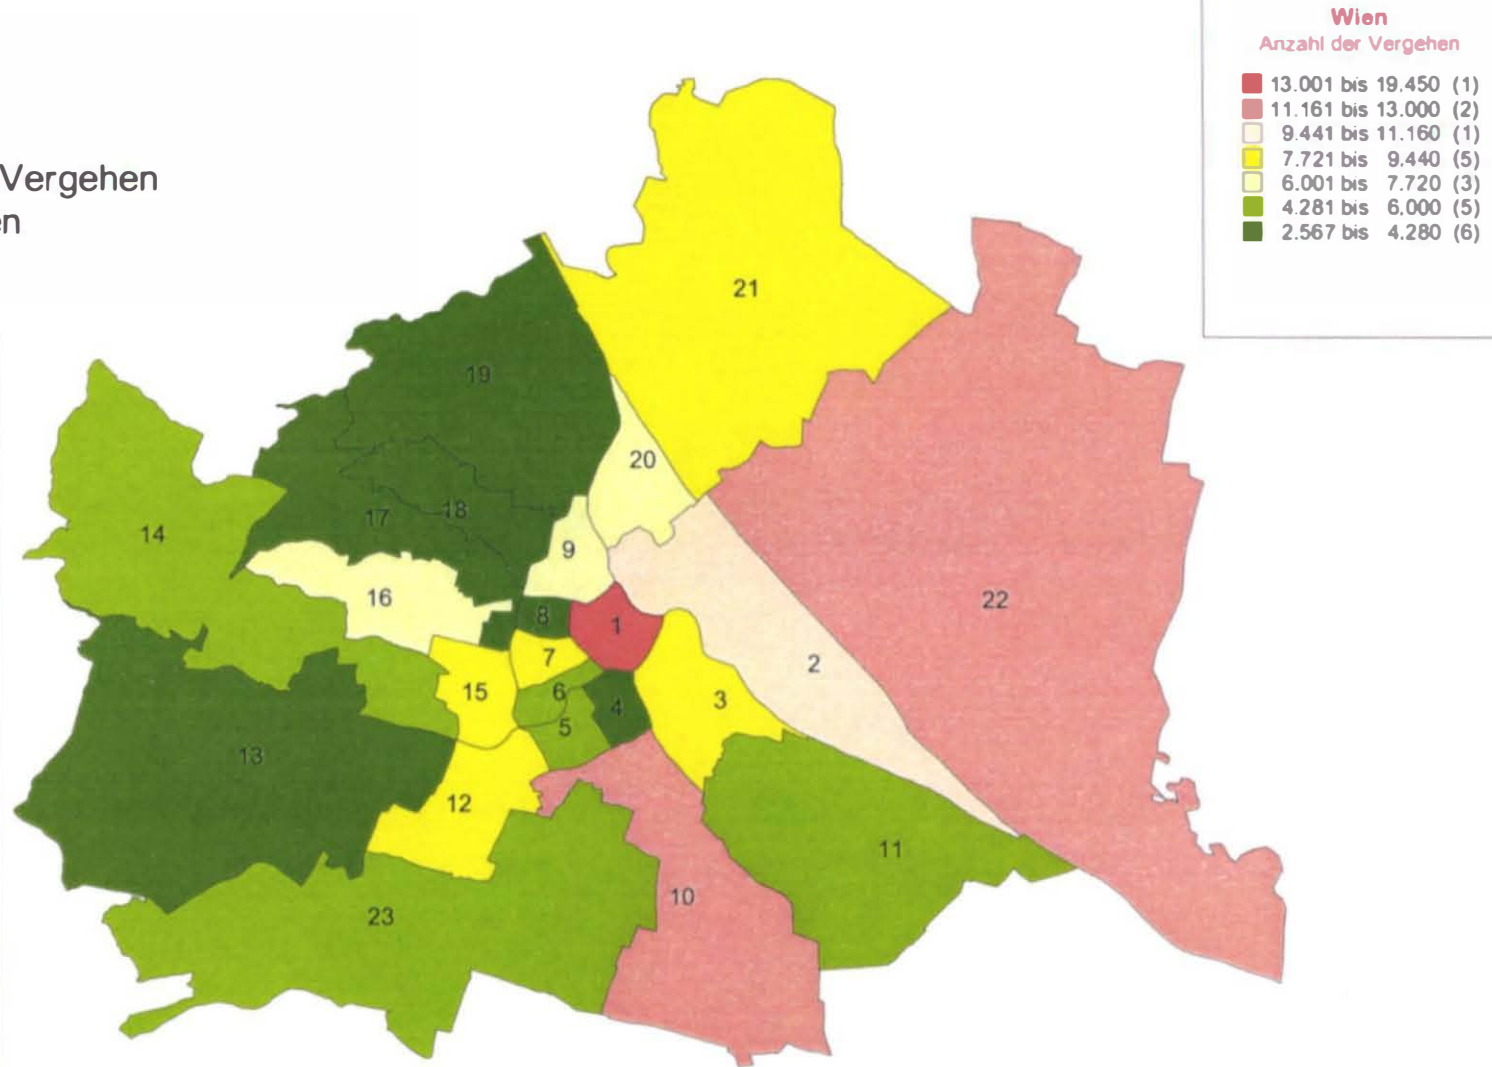 Wien
Anzahl der Vergehen
13.001 bis 19.450 (1)
11.161 bis 13.000 (2)
9.441 bis 11.160 (1)
7.721 bis 9.440 (5)
6.001 bis 7.720 (3)
4.281 bis 6.000 (5)
2.567 bis 4.280 (6)
Vergehen
en
21
19
20
14
17
18
9
16
22
8
1
7
2
15
6
3
4
5
13
12
11
10
23